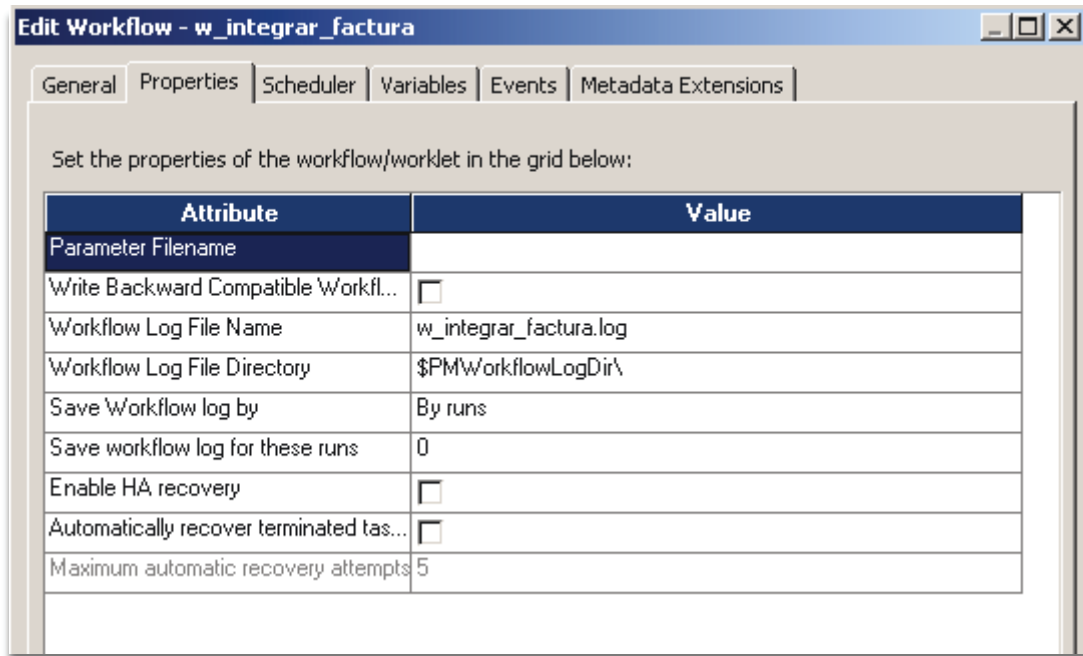 Edit Workflow - w_integrar_factura
General Properties Scheduler Variables Events Metadata Extensions
Set the properties of the workflow/worklet in the grid below:
Attribute Value
Parameter Filename
Write Backward Compatible Workfl...
Workflow Log File Name w_integrar_factura.log
Workflow Log File Directory $PMWorkflowLogDir\
Save Workflow log by By runs
Save workflow log for these runs 0
Enable HA recovery
Automatically recover terminated tas...
Maximum automatic recovery attempts 5